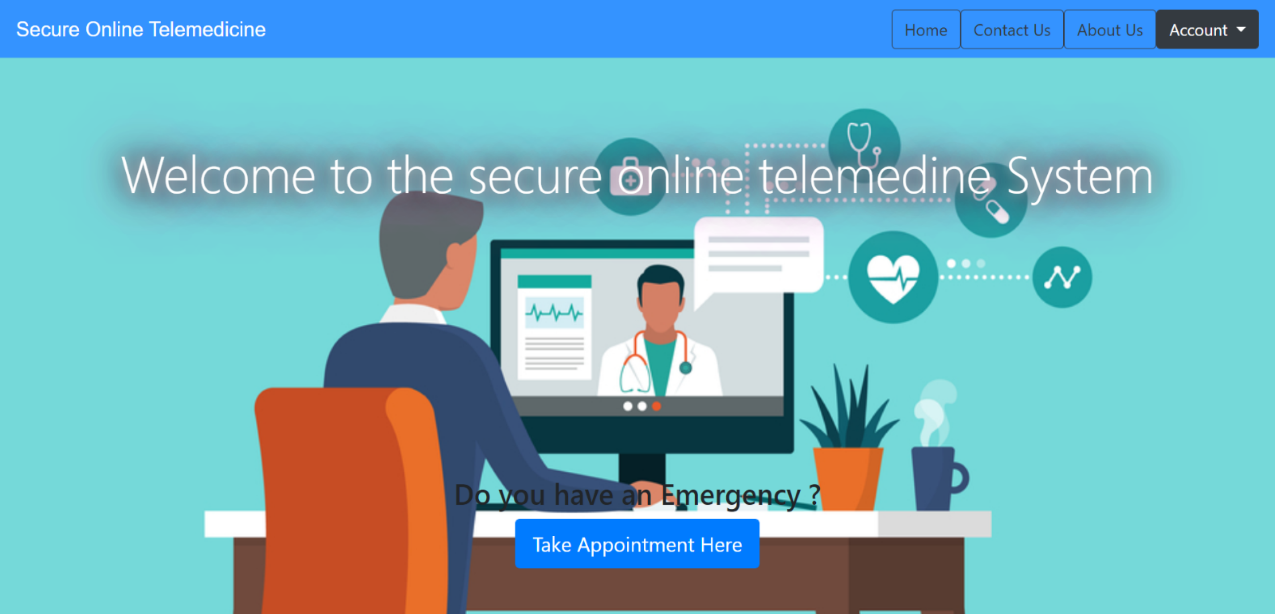 Secure Online Telemedicine
Home
Contact Us
About Us
Account
Welcome to the secure online telemedine System
Do you have an Emergency ?
Take Appointment Here